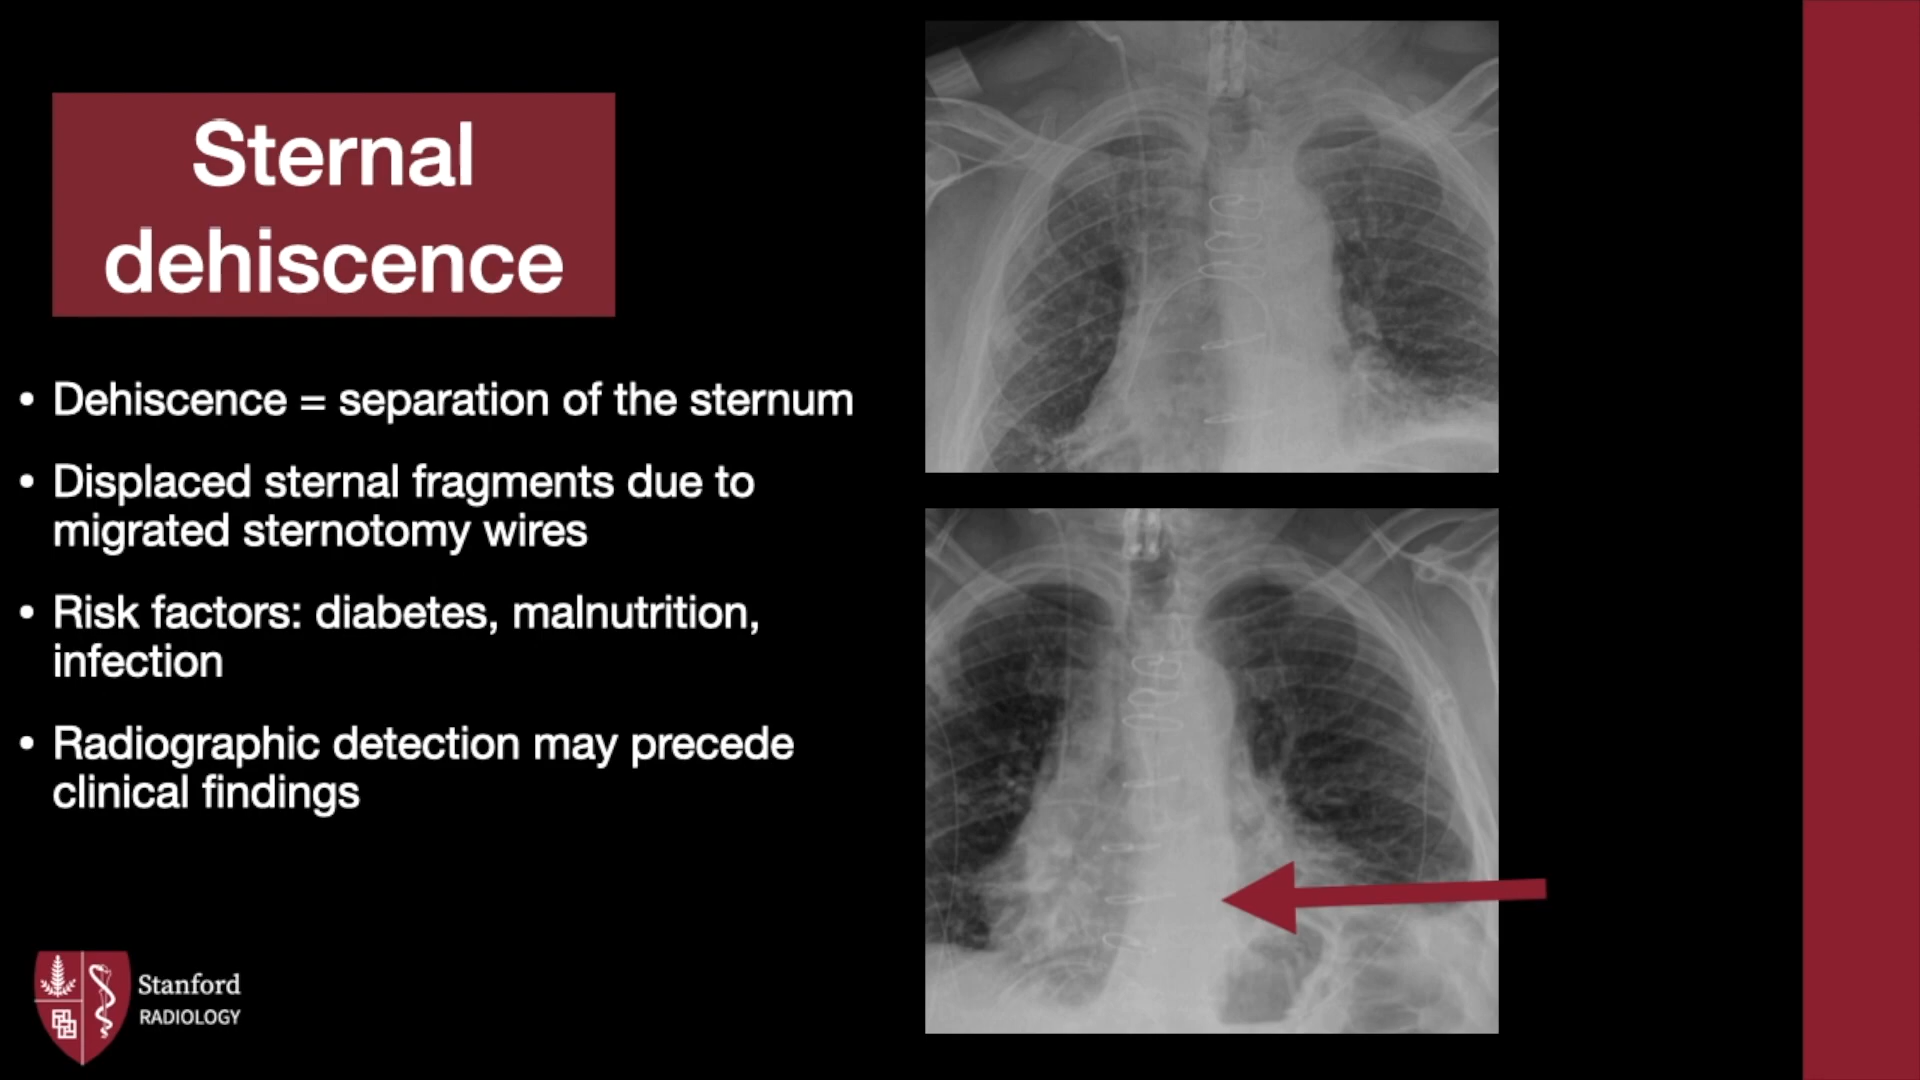 Sternal
dehiscence
• Dehiscence = separation of the sternum
• Displaced sternal fragments due to
migrated sternotomy wires
• Risk factors: diabetes, malnutrition,
infection
• Radiographic detection may precede
clinical findings
Stanford
RADIOLOGY